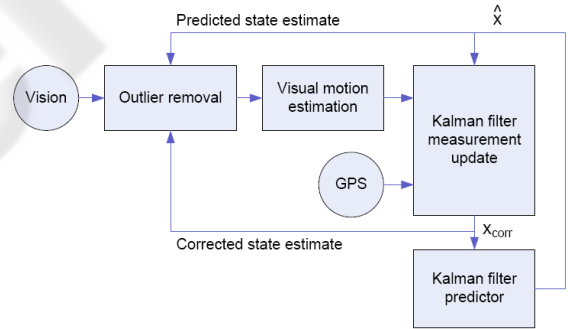 Predicted state estimate
x̂
Vision
Outlier removal
Visual motion
estimation
Kalman filter
measurement
update
GPS
Corrected state estimate
xcorr
Kalman filter
predictor